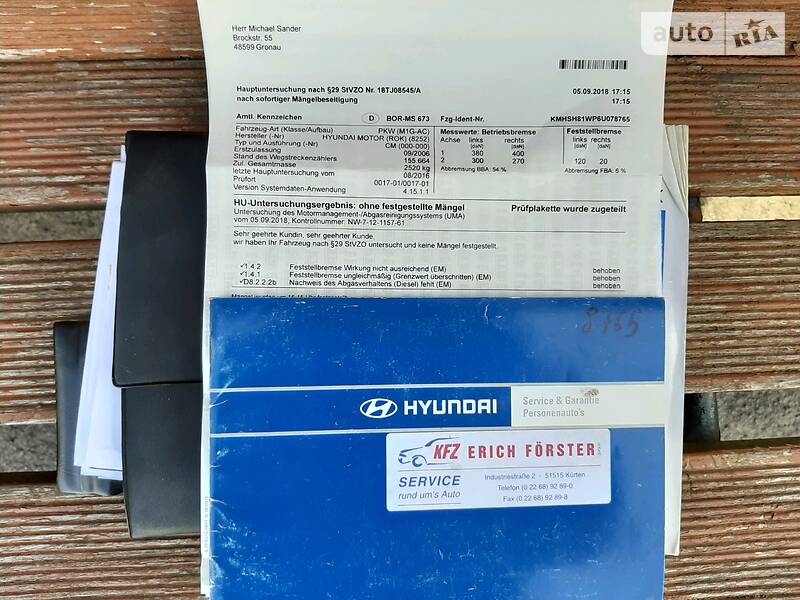 auto RIA
Herr Michael Sander
Brockstr. 55
48599 Gronau
Hauptuntersuchung nach §29 StVZO Nr. 18TJ08545/A 05.09.2018 17:15
nach sofortiger Mängelbeseitigung 17:15
Amtl. Kennzeichen D BOR-MS 673 Fzg-Ident-Nr. KMHSH81WP6U078765
Fahrzeug-Art (Klasse/Aufbau) PKW (M1G-AC) Messwerte: Betriebsbremse Feststellbremse
Hersteller (-Nr) HYUNDAI MOTOR (ROK) (8252) Achse links rechts links rechts
Typ und Ausführung (-Nr) CM (000-000) [daN] [daN] [daN] [daN]
Erstzulassung 09/2006 1 380 400
Stand des Wegstreckenzählers 155.664 2 300 270 120 20
Zul. Gesamtmasse 2520 kg Abbremsung BBA: 54 % Abbremsung FBA: 6 %
letzte Hauptuntersuchung vom 08/2016
Prüfort 0017-01/0017-01
Version Systemdaten-Anwendung 4.15.1.1
HU-Untersuchungsergebnis: ohne festgestellte Mängel Prüfplakette wurde zugeteilt
Untersuchung des Motormanagement-/Abgasreinigungssystems (UMA)
vom 05.09.2018, Kontrollnummer: NW-7-12-1157-61
Sehr geehrte Kundin, sehr geehrter Kunde,
wir haben Ihr Fahrzeug nach §29 StVZO untersucht und keine Mängel festgestellt.
✓1.4.2 Feststellbremse Wirkung nicht ausreichend (EM) behoben
✓1.4.1 Feststellbremse ungleichmäßig (Grenzwert überschritten) (EM) behoben
✓D8.2.2.2b Nachweis des Abgasverhaltens (Diesel) fehlt (EM) behoben
8765
HYUNDAI
Service & Garantie
Personenauto's
KFZ ERICH FÖRSTER
SERVICE
rund um's Auto
Industriestraße 2 - 51515 Kürten
Telefon (0 22 68) 92 89-0
Fax (0 22 68) 92 89-8